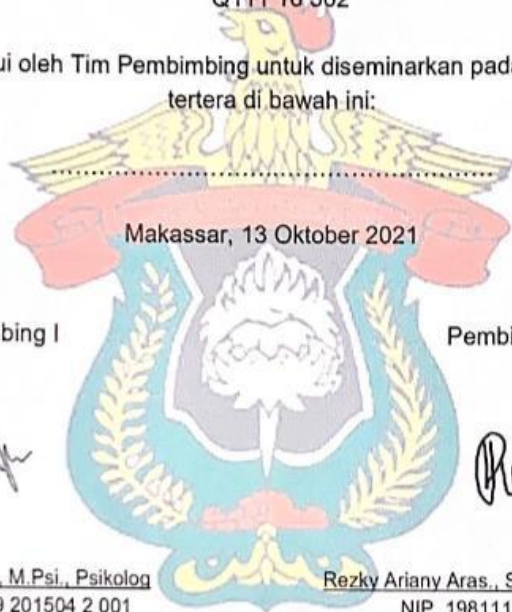 ui oleh Tim Pembimbing untuk diseminarkan pada
tertera di bawah ini:
........................................................................
Makassar, 13 Oktober 2021
bing I Pembi
, M.Psi., Psikolog Rezky Ariany Aras., S
9 201504 2 001 NIP. 198111